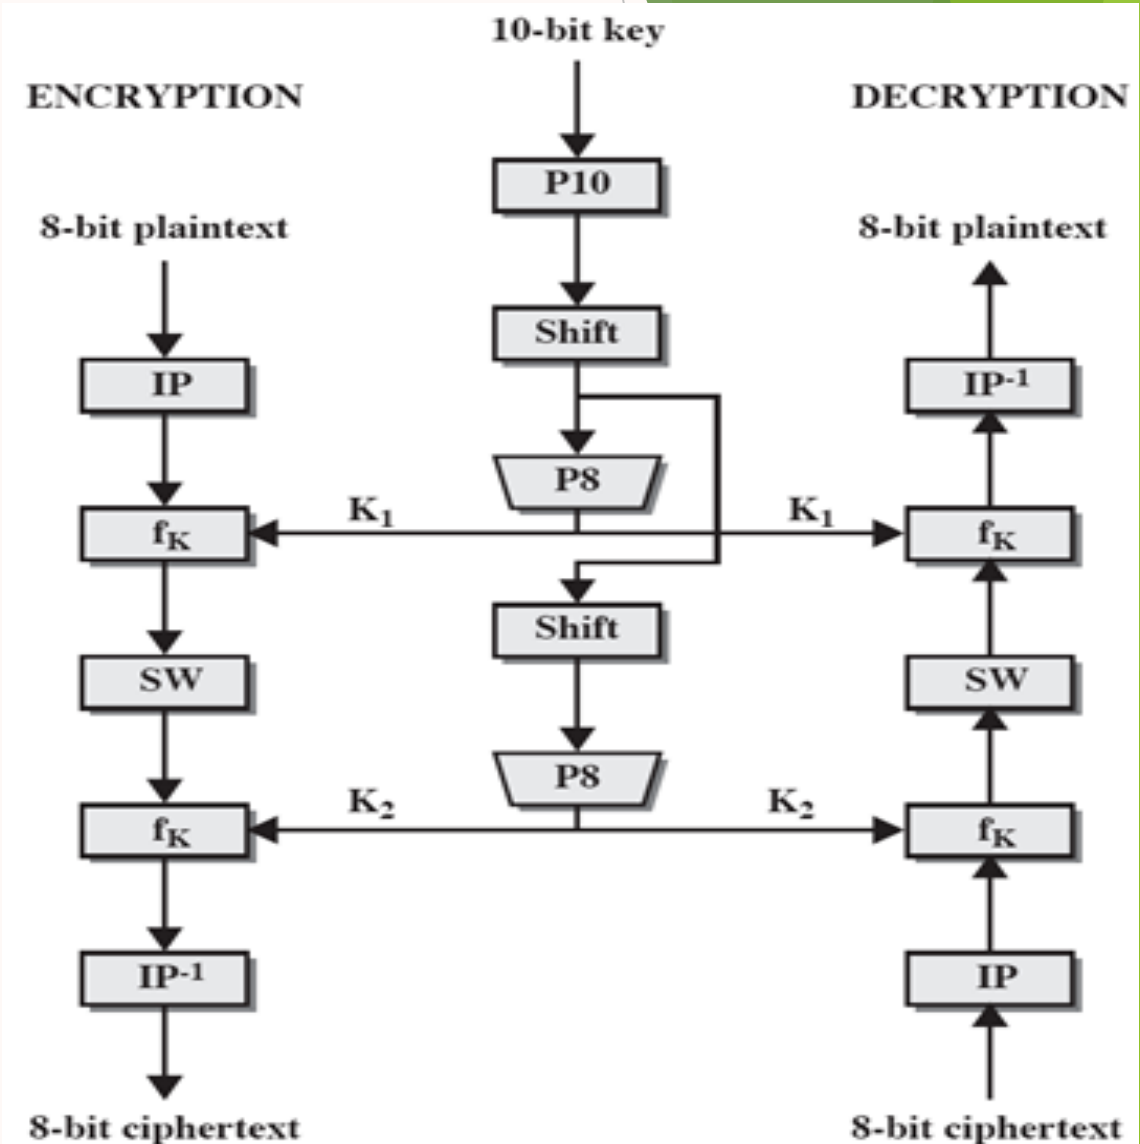 10-bit key
ENCRYPTION
DECRYPTION
P10
8-bit plaintext
8-bit plaintext
Shift
IP
IP-1
P8
K1
K1
fK
fK
Shift
SW
SW
P8
K2
K2
fK
fK
IP-1
IP
8-bit ciphertext
8-bit ciphertext